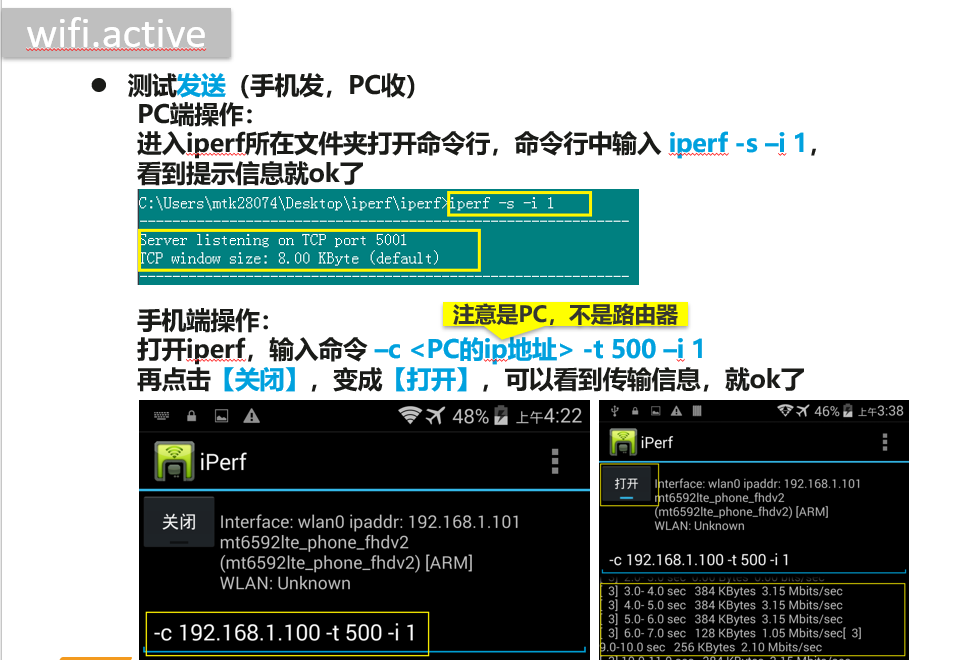 wifi.active
● 测试发送（手机发，PC收）
PC端操作：
进入iperf所在文件夹打开命令行，命令行中输入 iperf -s –i 1，
看到提示信息就ok了
C:\Users\mtk28074\Desktop\iperf\iperf>iperf -s -i 1
------------------------------------------------------------
Server listening on TCP port 5001
TCP window size: 8.00 KByte (default)
------------------------------------------------------------
注意是PC，不是路由器
手机端操作：
打开iperf，输入命令 –c <PC的ip地址> -t 500 –i 1
再点击【关闭】，变成【打开】，可以看到传输信息，就ok了
48% 上午4:22
iPerf
关闭
Interface: wlan0 ipaddr: 192.168.1.101
mt6592lte_phone_fhdv2
(mt6592lte_phone_fhdv2) [ARM]
WLAN: Unknown
-c 192.168.1.100 -t 500 -i 1
46% 上午3:38
iPerf
打开
Interface: wlan0 ipaddr: 192.168.1.101
mt6592lte_phone_fhdv2
(mt6592lte_phone_fhdv2) [ARM]
WLAN: Unknown
-c 192.168.1.100 -t 500 -i 1
3] 3.0- 4.0 sec 384 KBytes 3.15 Mbits/sec
3] 4.0- 5.0 sec 384 KBytes 3.15 Mbits/sec
3] 5.0- 6.0 sec 384 KBytes 3.15 Mbits/sec
3] 6.0- 7.0 sec 128 KBytes 1.05 Mbits/sec[ 3]
9.0-10.0 sec 256 KBytes 2.10 Mbits/sec